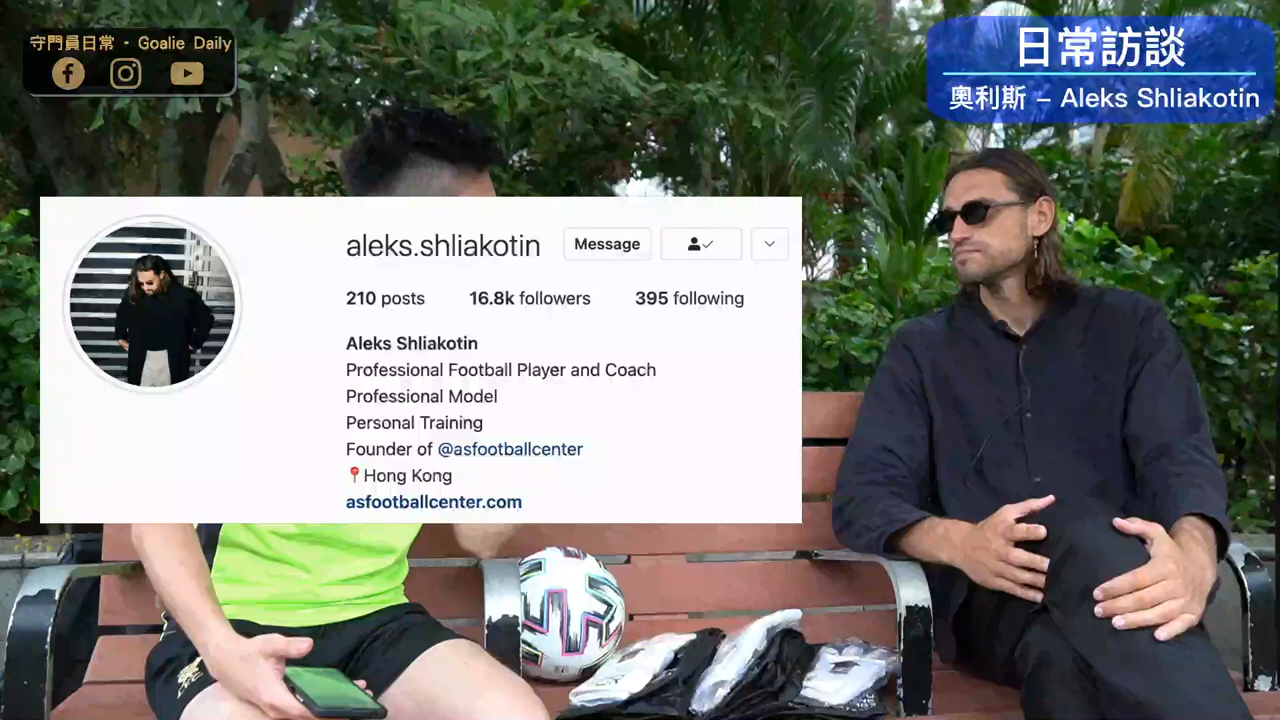 守門員日常 - Goalie Daily
日常訪談
奧利斯 – Aleks Shliakotin
aleks.shliakotin Message
210 posts 16.8k followers 395 following
Aleks Shliakotin
Professional Football Player and Coach
Professional Model
Personal Training
Founder of @asfootballcenter
📍Hong Kong
asfootballcenter.com